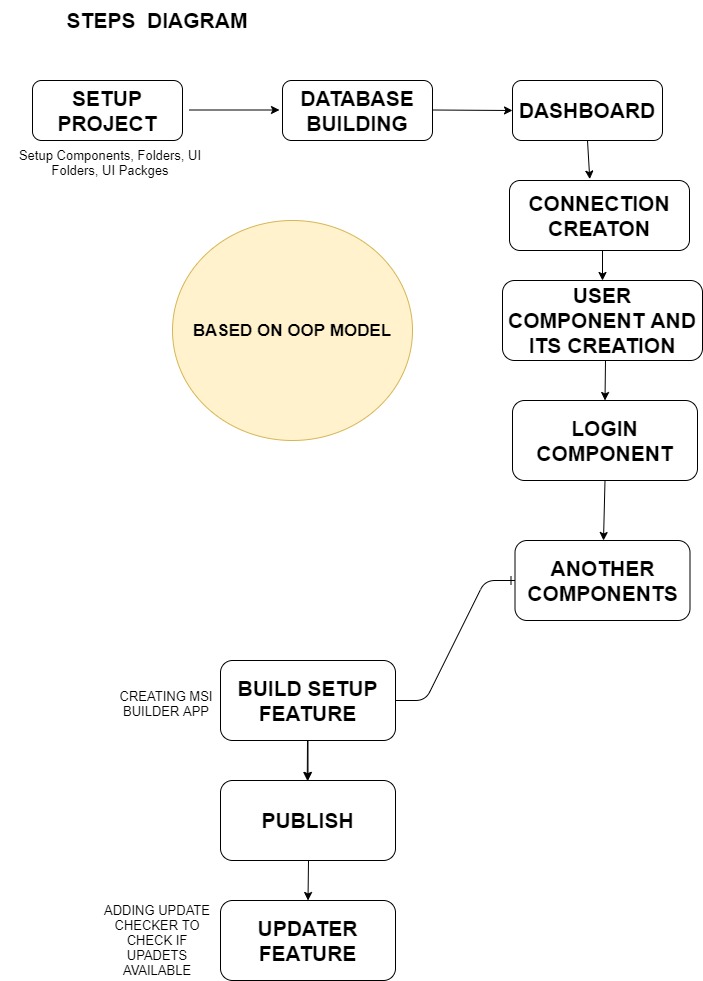 STEPS DIAGRAM
SETUP
PROJECT
DATABASE
BUILDING
DASHBOARD
Setup Components, Folders, UI
Folders, UI Packges
CONNECTION
CREATON
BASED ON OOP MODEL
USER
COMPONENT AND
ITS CREATION
LOGIN
COMPONENT
ANOTHER
COMPONENTS
CREATING MSI
BUILDER APP
BUILD SETUP
FEATURE
PUBLISH
ADDING UPDATE
CHECKER TO
CHECK IF
UPADETS
AVAILABLE
UPDATER
FEATURE